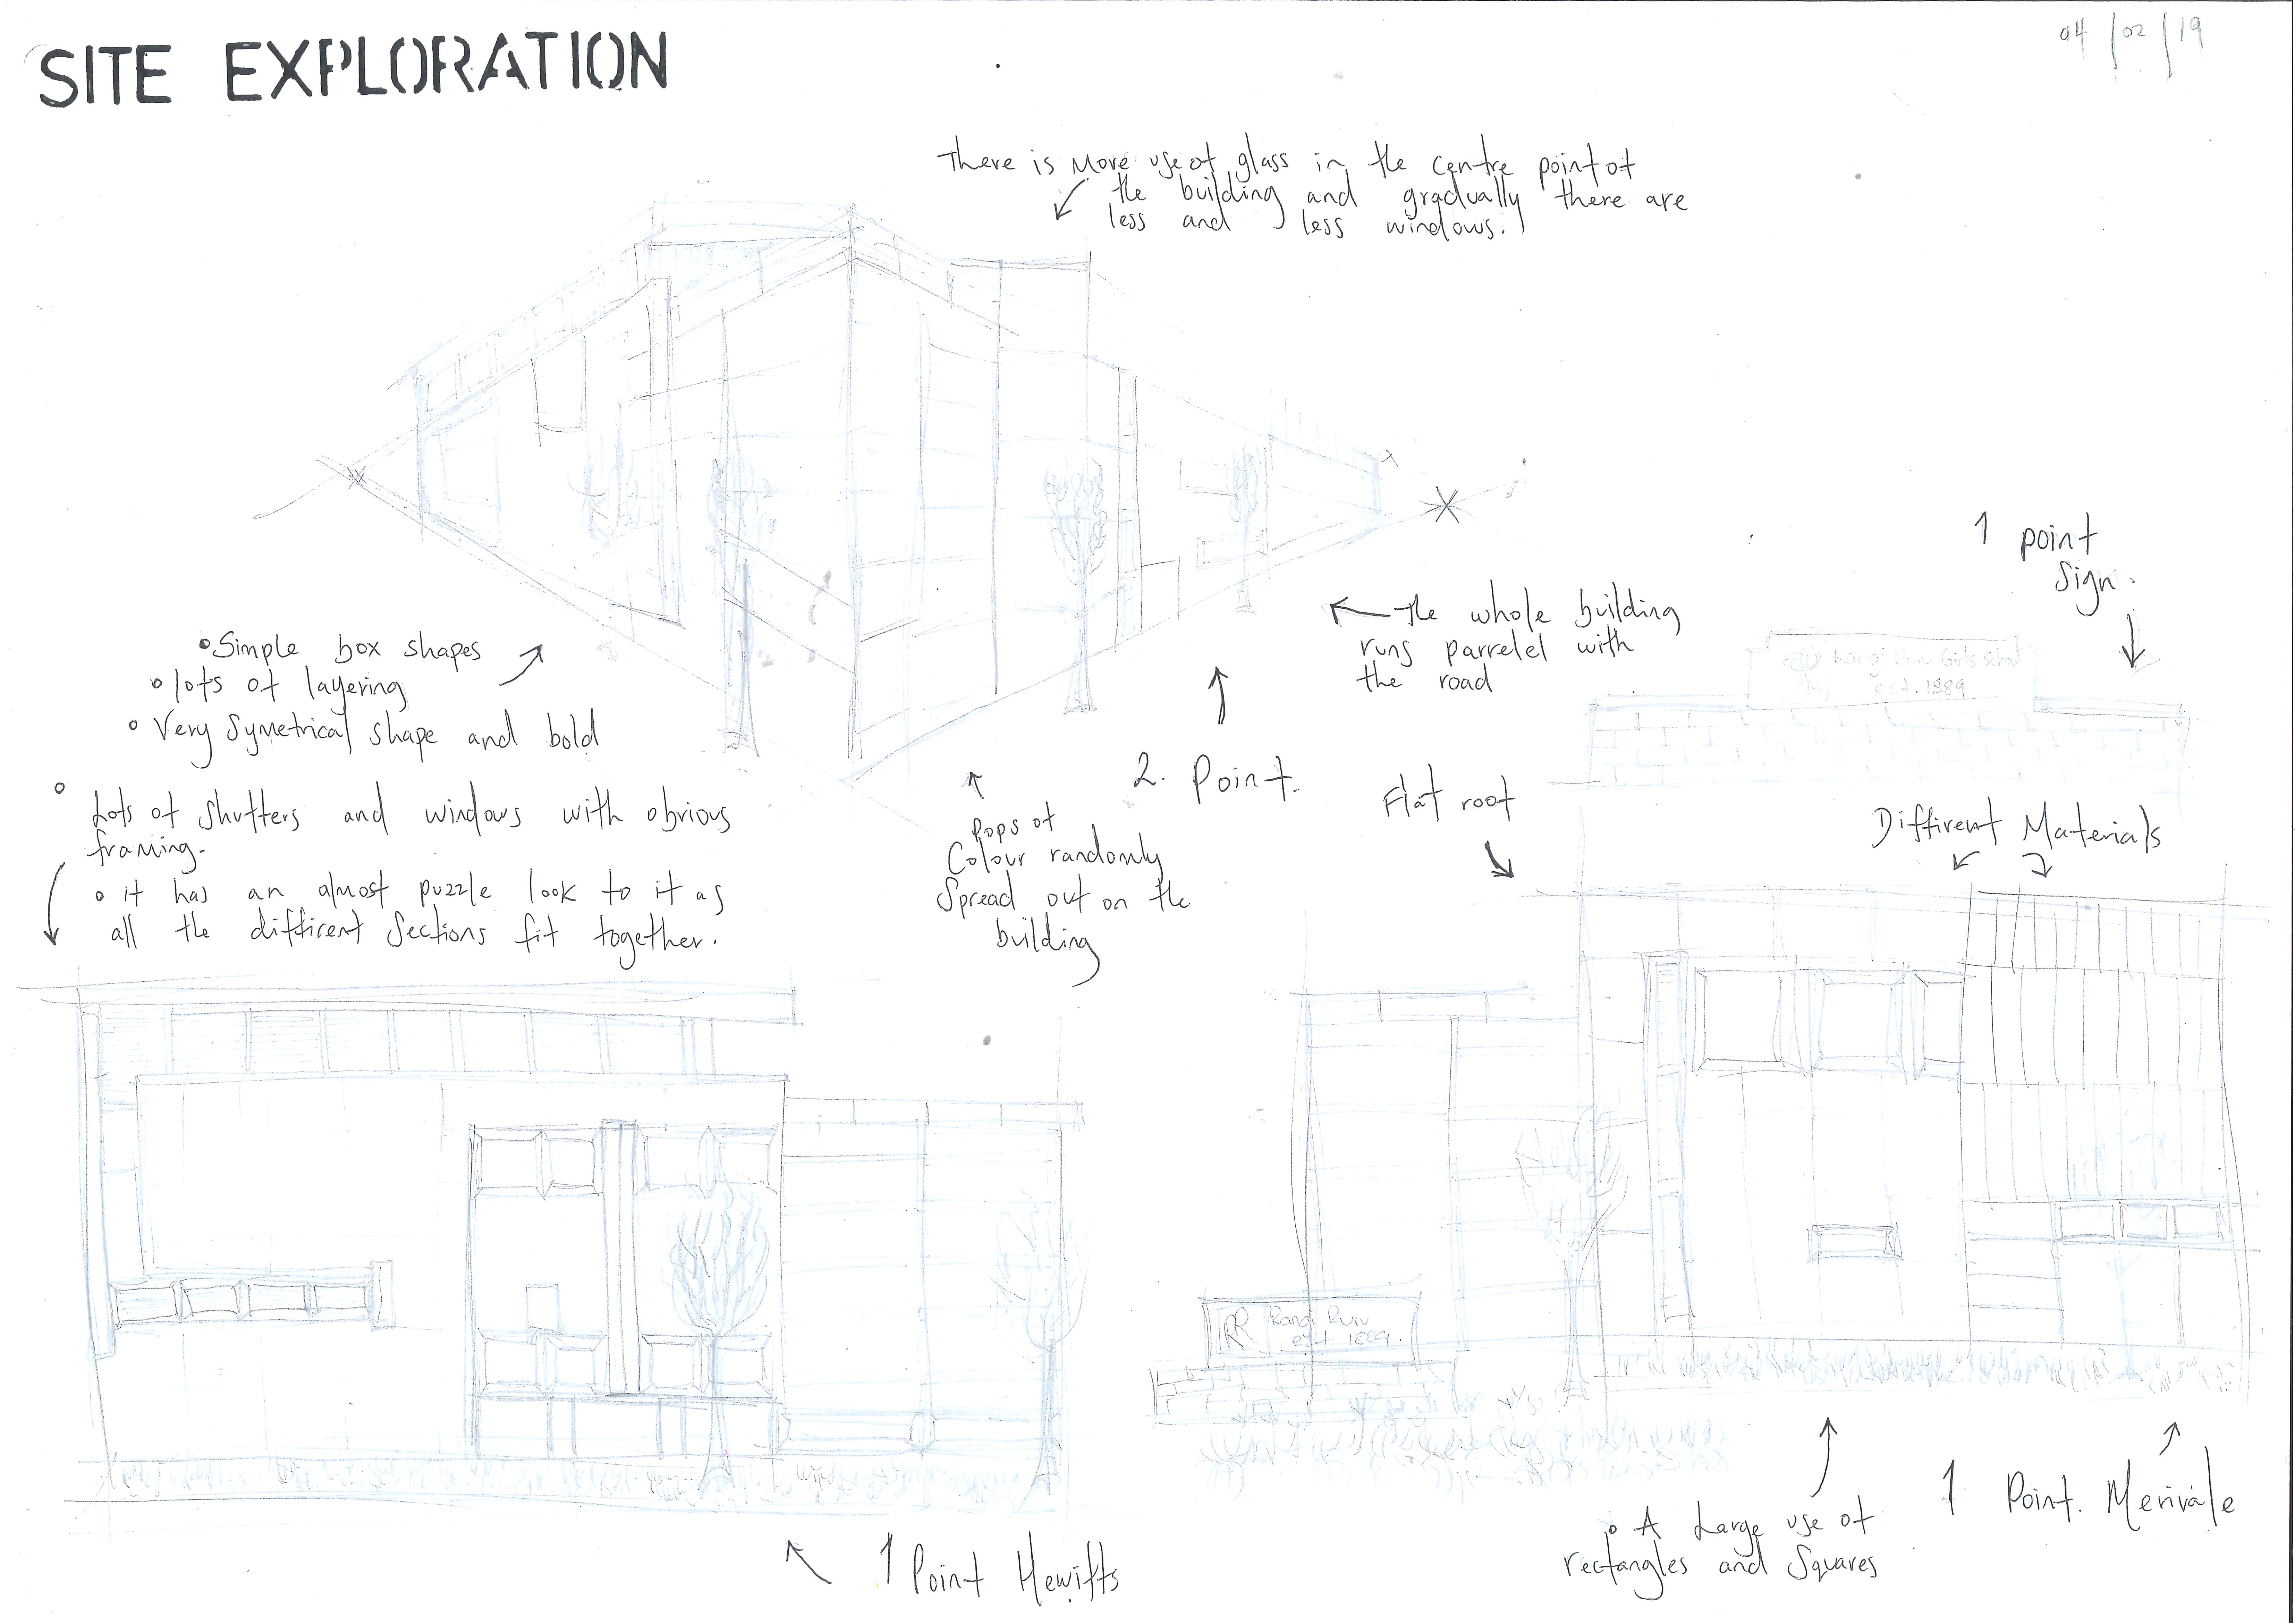 SITE EXPLORATION
04/02/19
There is More use of glass in the centre point of
the building and gradually there are
less and less windows.
1 point
Sign.
Rangi Ruru Girls School
est. 1889
← The whole building
runs parrelel with
the road
• Simple box shapes
• lots of layering
• Very Symetrical shape and bold
• Lots of shutters and windows with obvious
framing.
• it has an almost puzzle look to it as
all the different Sections fit together.
2. Point.
Pops of
Colour randomly
Spread out on the
building
Flat roof
Diffirent Materials
RR Rangi Ruru
est 1889.
1 Point Hewitts
• A Large use of
rectangles and Squares
1 Point. Merivale